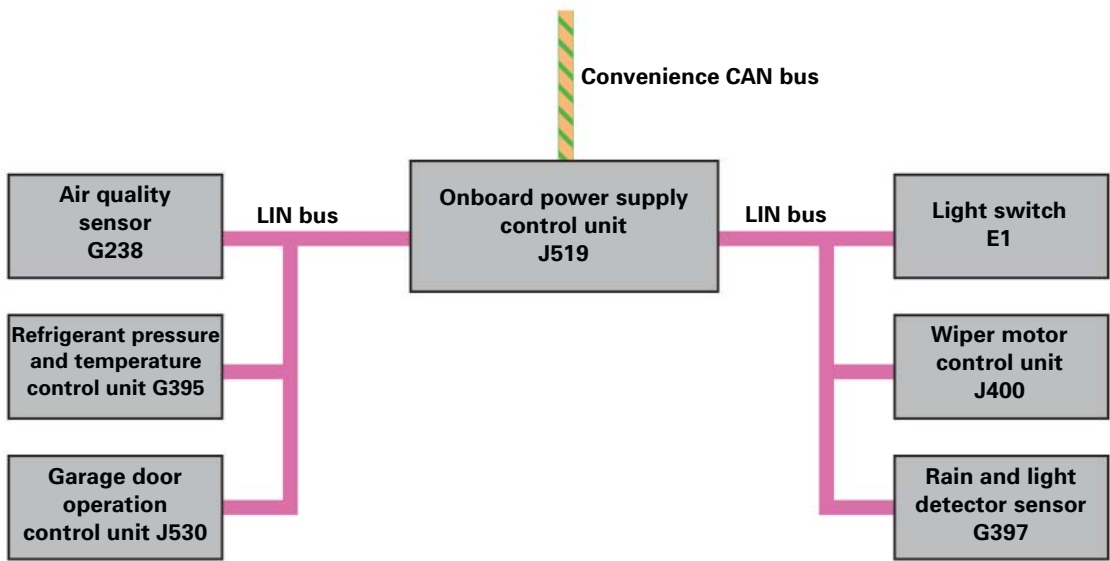 Convenience CAN bus
Air quality
sensor
G238
LIN bus
Onboard power supply
control unit
J519
LIN bus
Light switch
E1
Refrigerant pressure
and temperature
control unit G395
Wiper motor
control unit
J400
Garage door
operation
control unit J530
Rain and light
detector sensor
G397